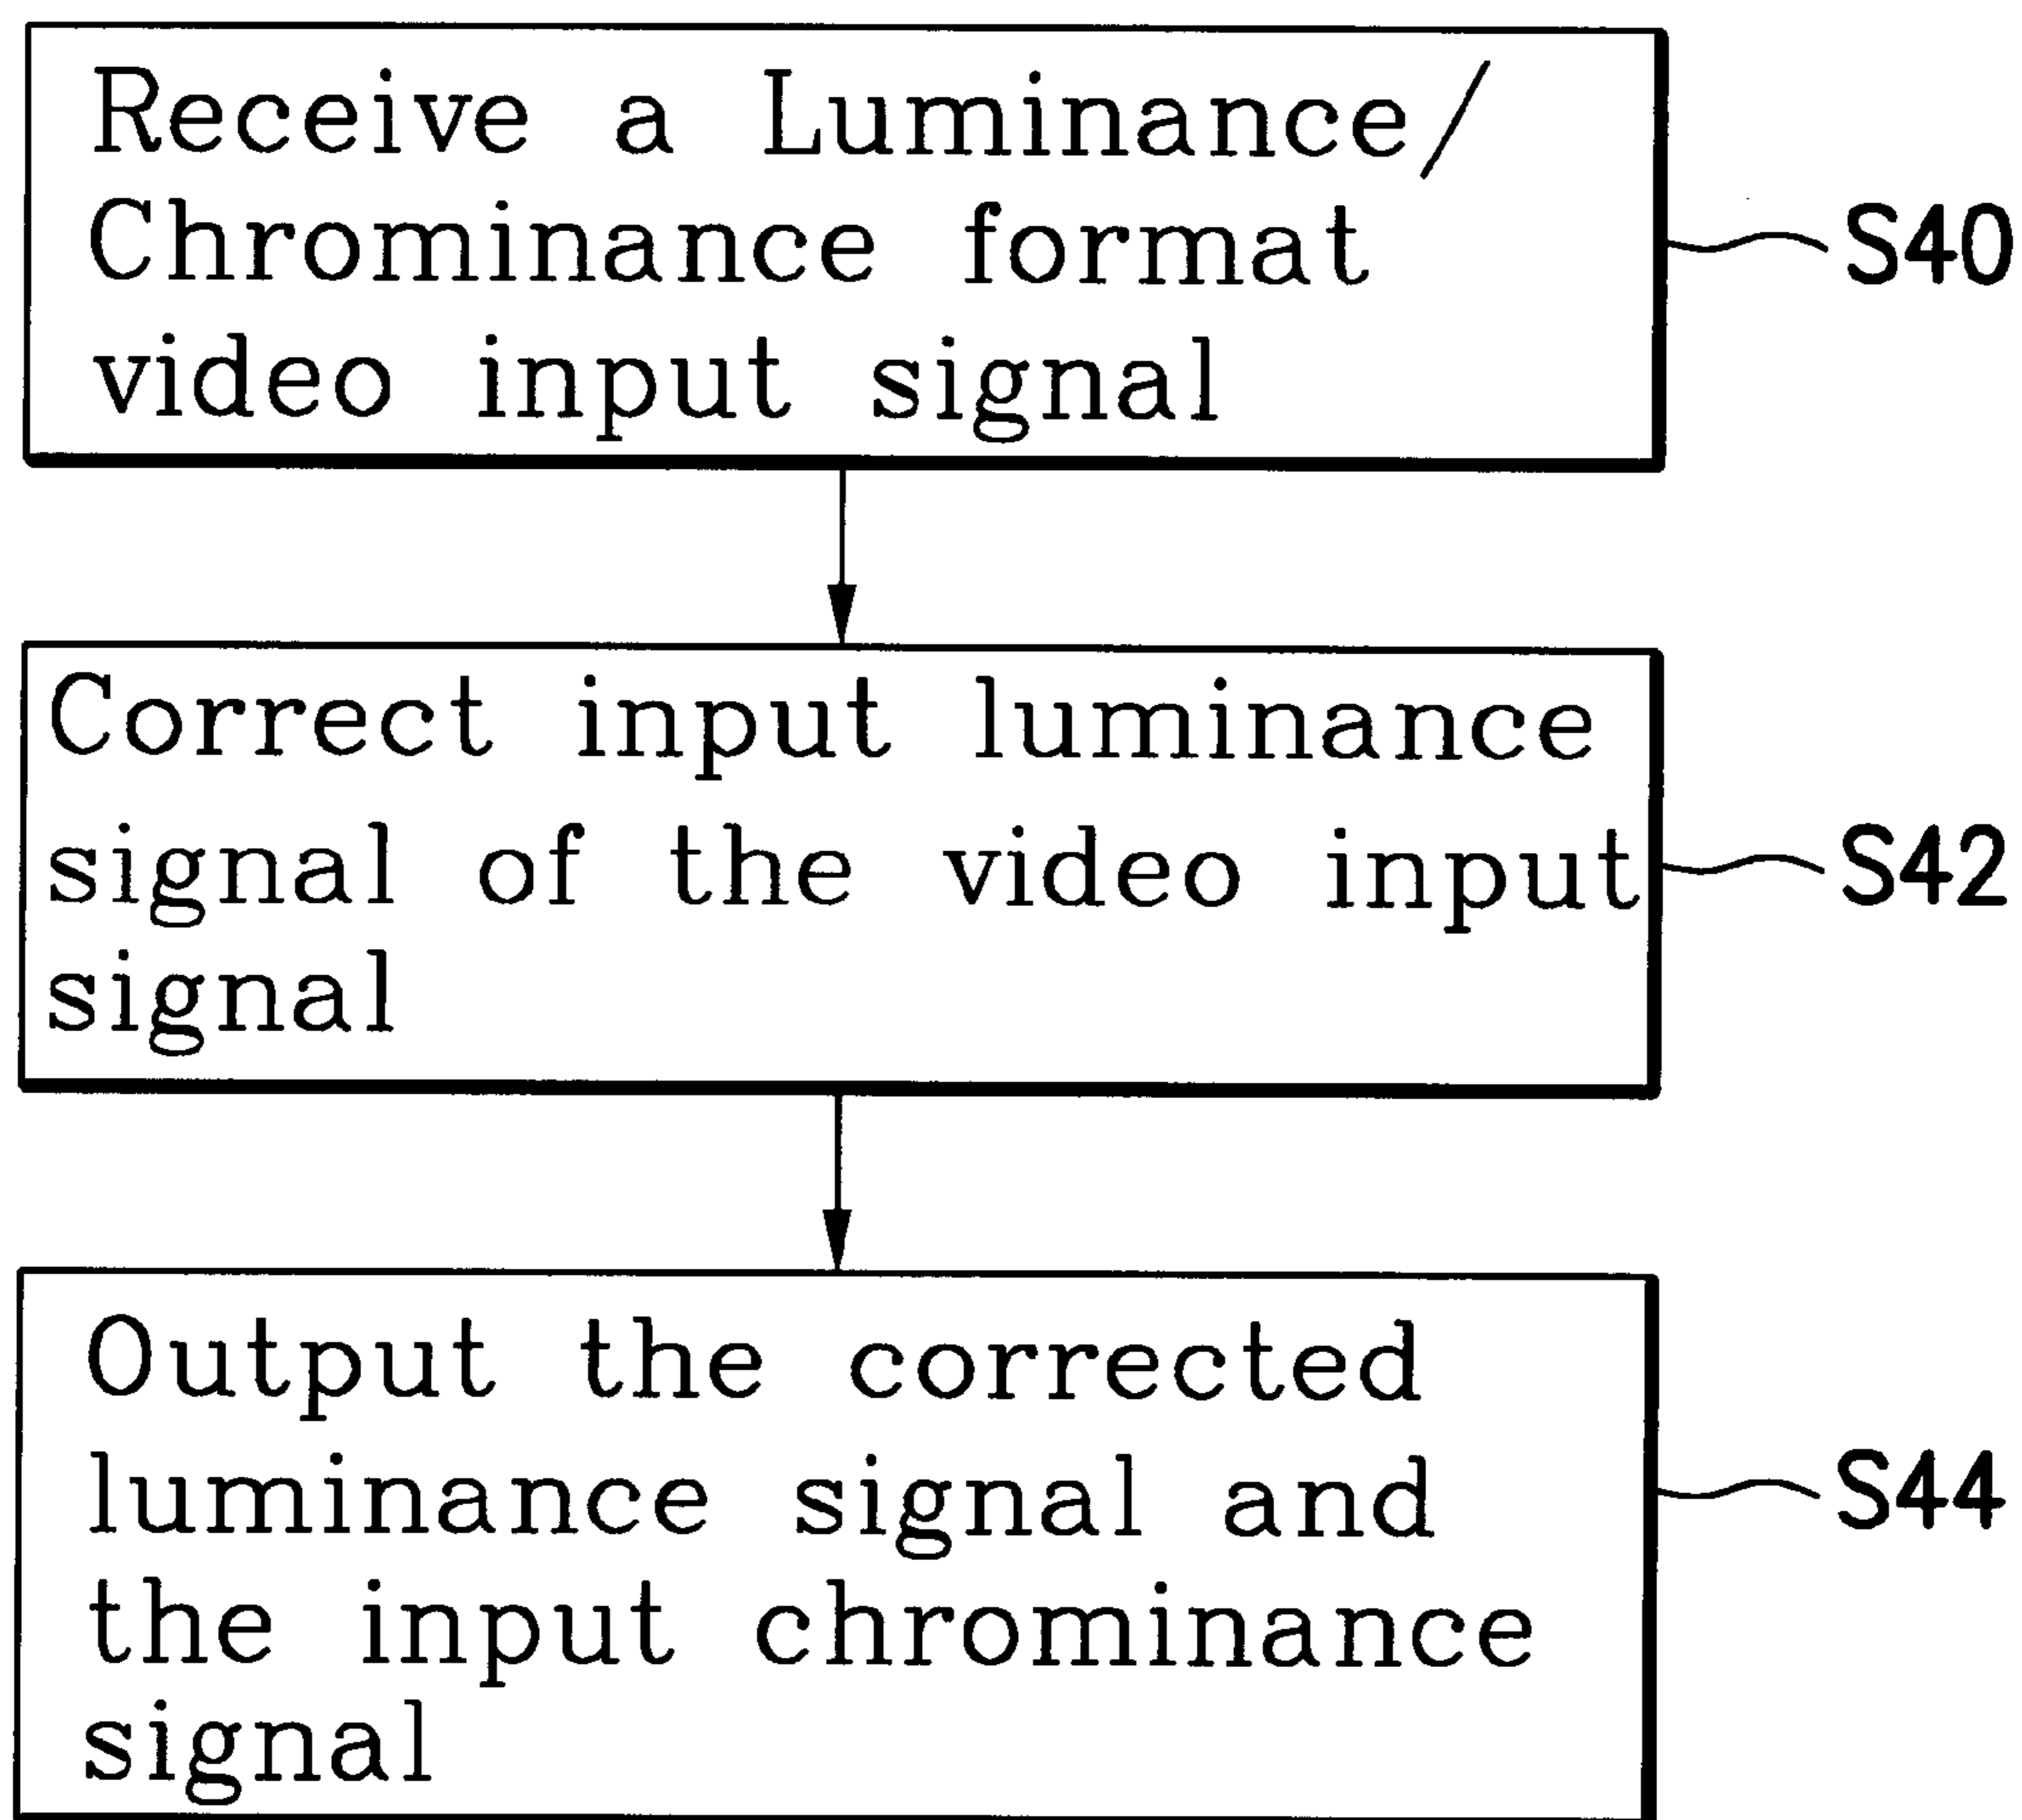 Receive a Luminance/
Chrominance format
video input signal
S40
Correct input luminance
signal of the video input
signal
S42
Output the corrected
luminance signal and
the input chrominance
signal
S44